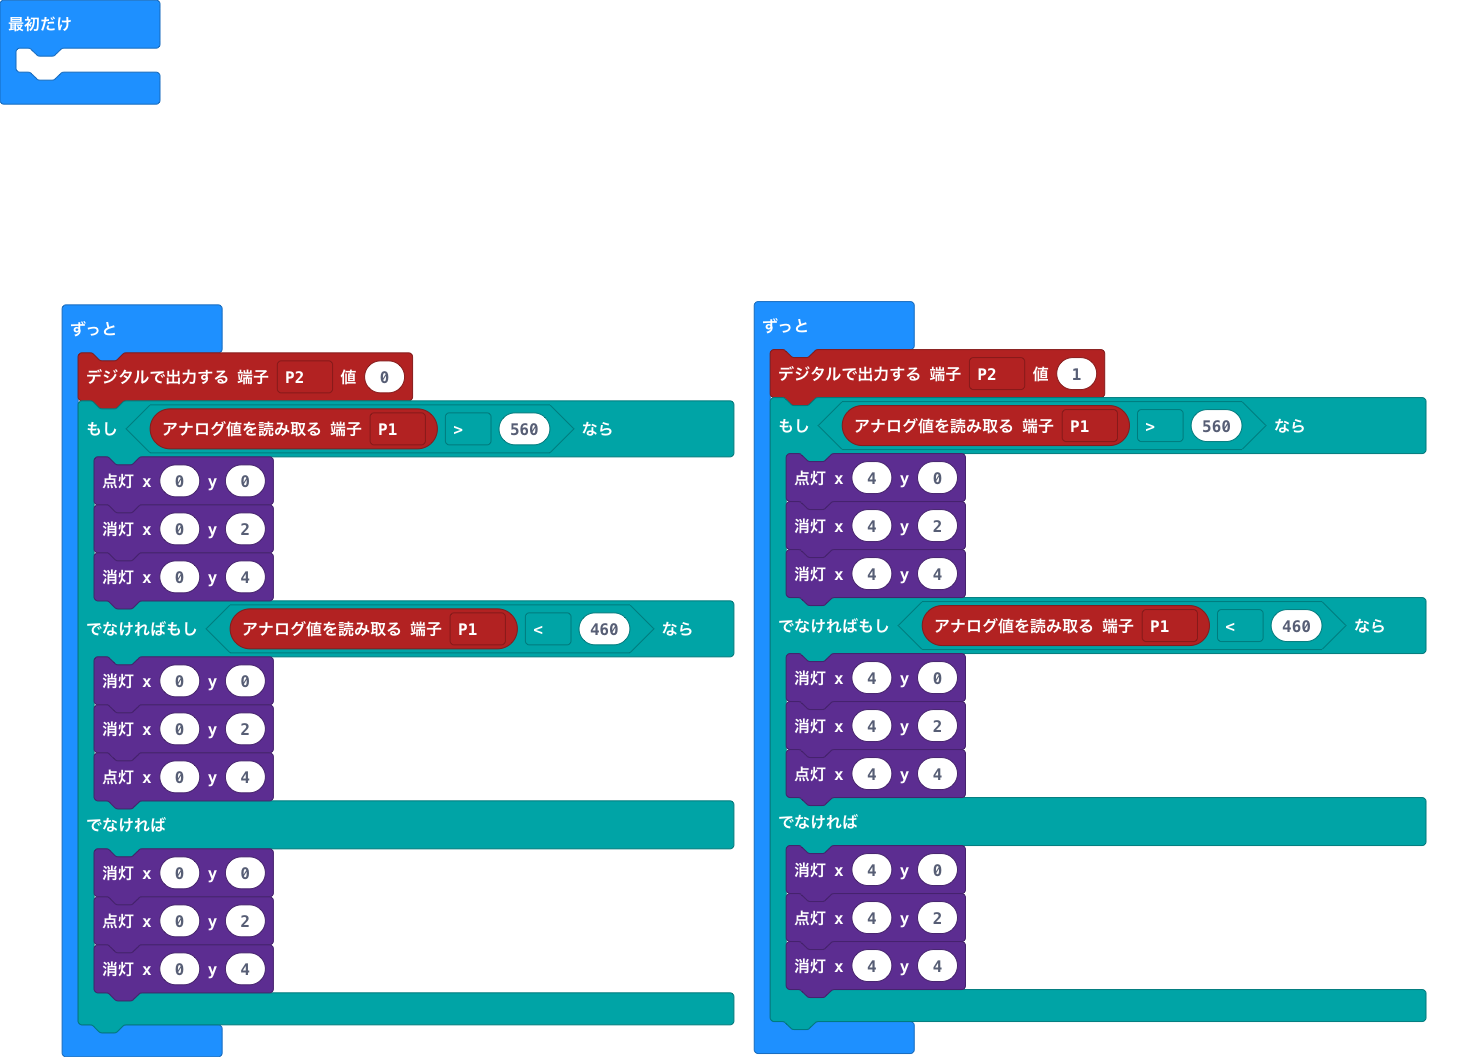 最初だけ
ずっと
デジタルで出力する 端子 P2 値 0
もし アナログ値を読み取る 端子 P1 > 560 なら
点灯 x 0 y 0
消灯 x 0 y 2
消灯 x 0 y 4
でなければもし アナログ値を読み取る 端子 P1 < 460 なら
消灯 x 0 y 0
消灯 x 0 y 2
点灯 x 0 y 4
でなければ
消灯 x 0 y 0
点灯 x 0 y 2
消灯 x 0 y 4
ずっと
デジタルで出力する 端子 P2 値 1
もし アナログ値を読み取る 端子 P1 > 560 なら
点灯 x 4 y 0
消灯 x 4 y 2
消灯 x 4 y 4
でなければもし アナログ値を読み取る 端子 P1 < 460 なら
消灯 x 4 y 0
消灯 x 4 y 2
点灯 x 4 y 4
でなければ
消灯 x 4 y 0
点灯 x 4 y 2
消灯 x 4 y 4